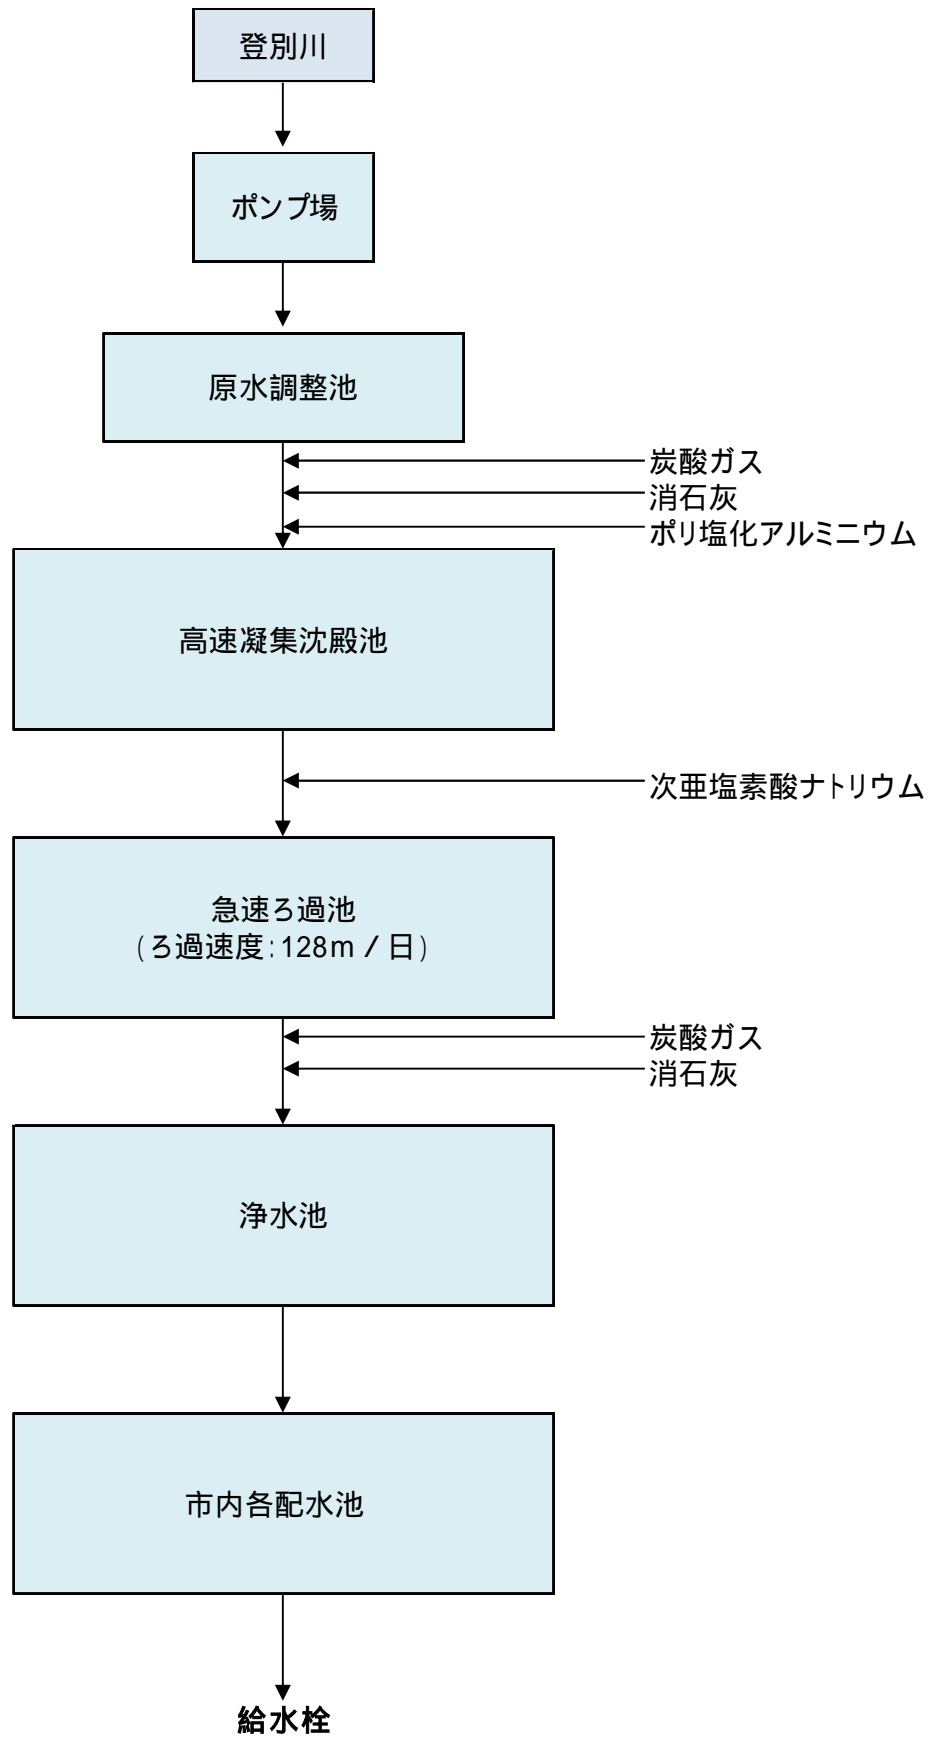 登別川
ポンプ場
原水調整池
炭酸ガス
消石灰
ポリ塩化アルミニウム
高速凝集沈殿池
次亜塩素酸ナトリウム
急速ろ過池
(ろ過速度:128m/日)
炭酸ガス
消石灰
浄水池
市内各配水池
給水栓